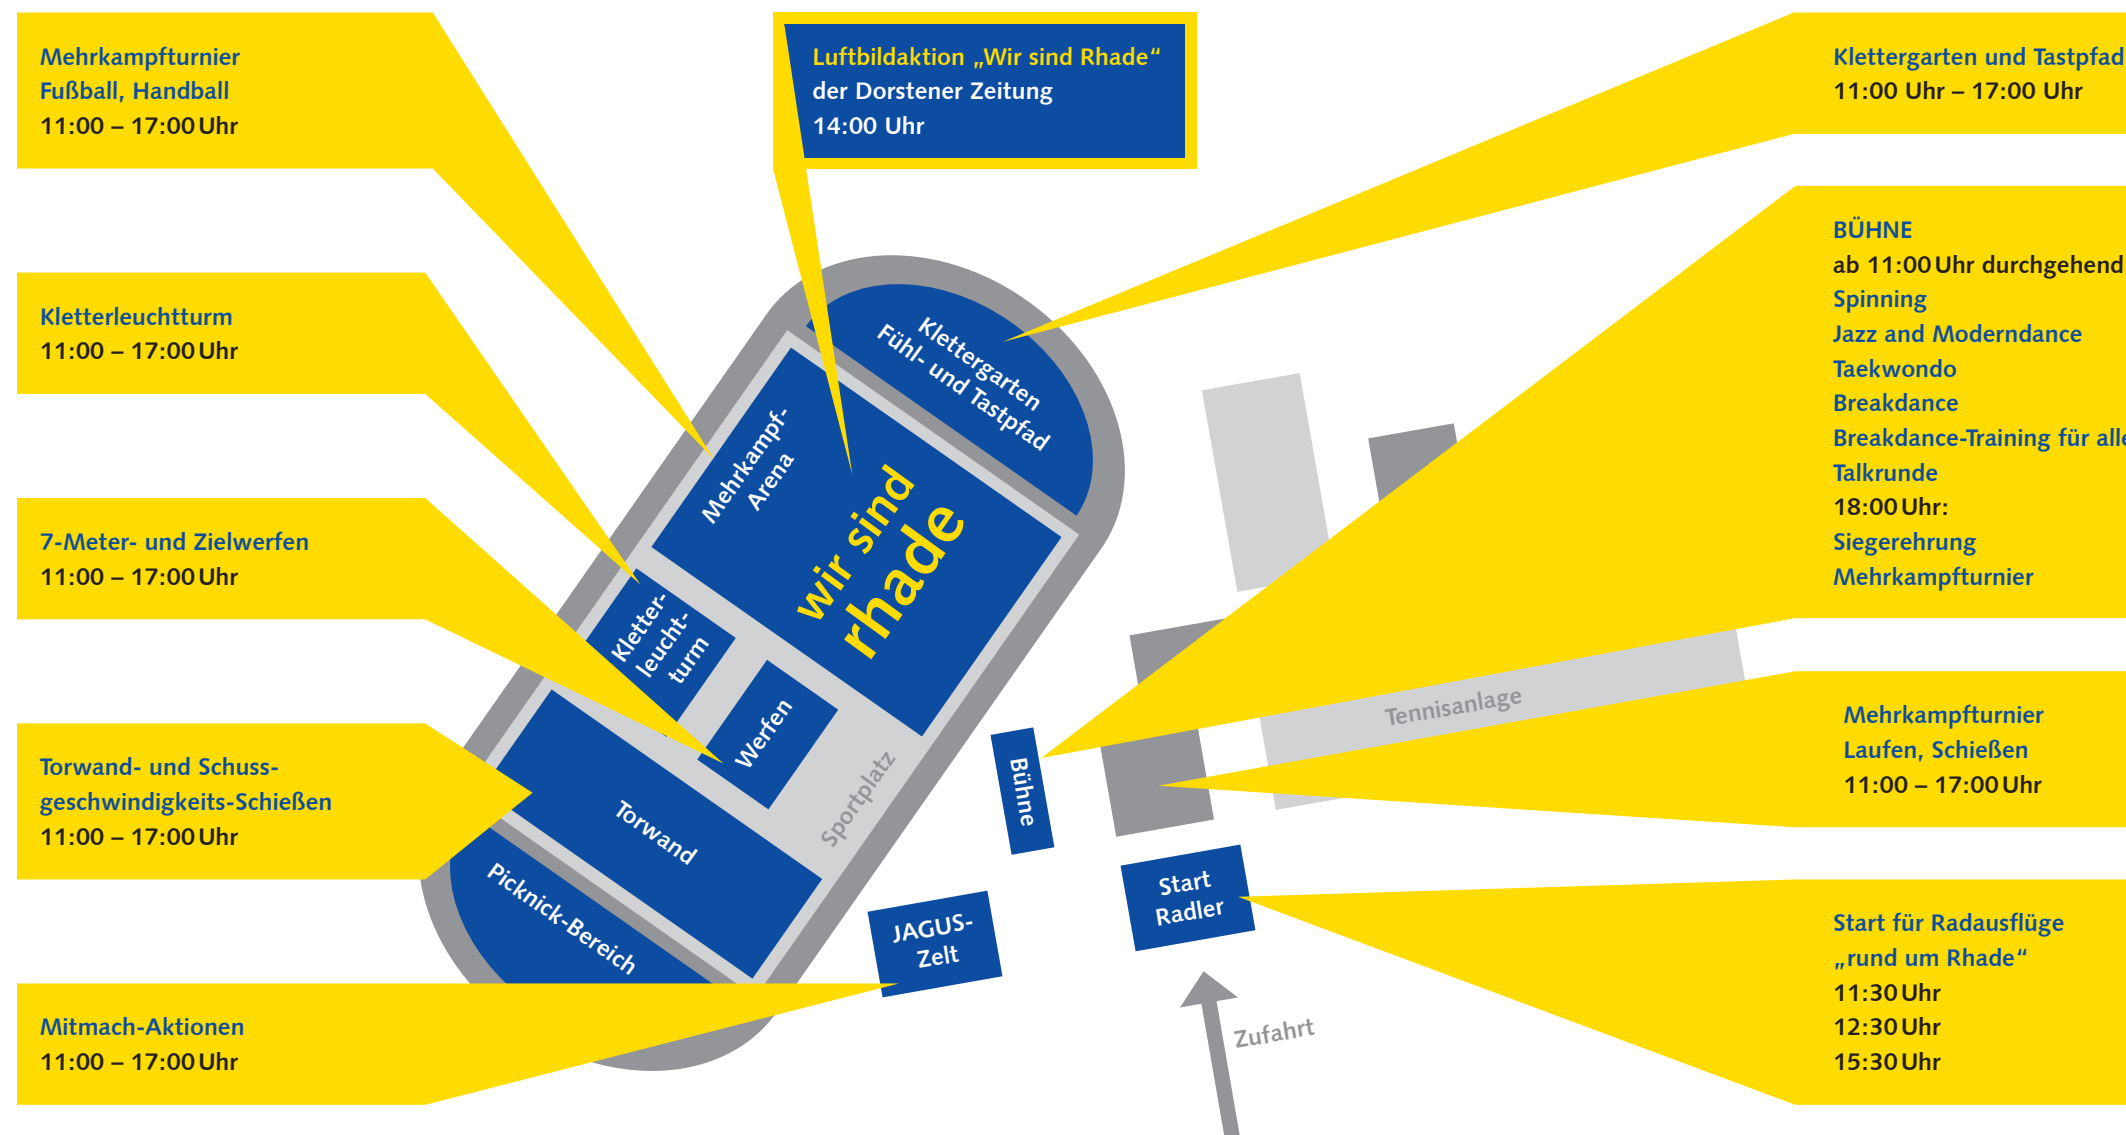 Mehrkampfturnier
Fußball, Handball
11:00 – 17:00 Uhr
Luftbildaktion „Wir sind Rhade“
der Dorstener Zeitung
14:00 Uhr
Klettergarten und Tastpfad
11:00 Uhr – 17:00 Uhr
Kletterleuchtturm
11:00 – 17:00 Uhr
7-Meter- und Zielwerfen
11:00 – 17:00 Uhr
Torwand- und Schuss-
geschwindigkeits-Schießen
11:00 – 17:00 Uhr
Mitmach-Aktionen
11:00 – 17:00 Uhr
Klettergarten
Fühl- und Tastpfad
Mehrkampf-
Arena
wir sind
rhade
Kletter-
leucht-
turm
Werfen
Sportplatz
Torwand
Picknick-Bereich
JAGUS-
Zelt
Bühne
Start
Radler
Zufahrt
Tennisanlage
BÜHNE
ab 11:00 Uhr durchgehend
Spinning
Jazz and Moderndance
Taekwondo
Breakdance
Breakdance-Training für alle
Talkrunde
18:00 Uhr:
Siegerehrung
Mehrkampfturnier
Mehrkampfturnier
Laufen, Schießen
11:00 – 17:00 Uhr
Start für Radausflüge
„rund um Rhade“
11:30 Uhr
12:30 Uhr
15:30 Uhr